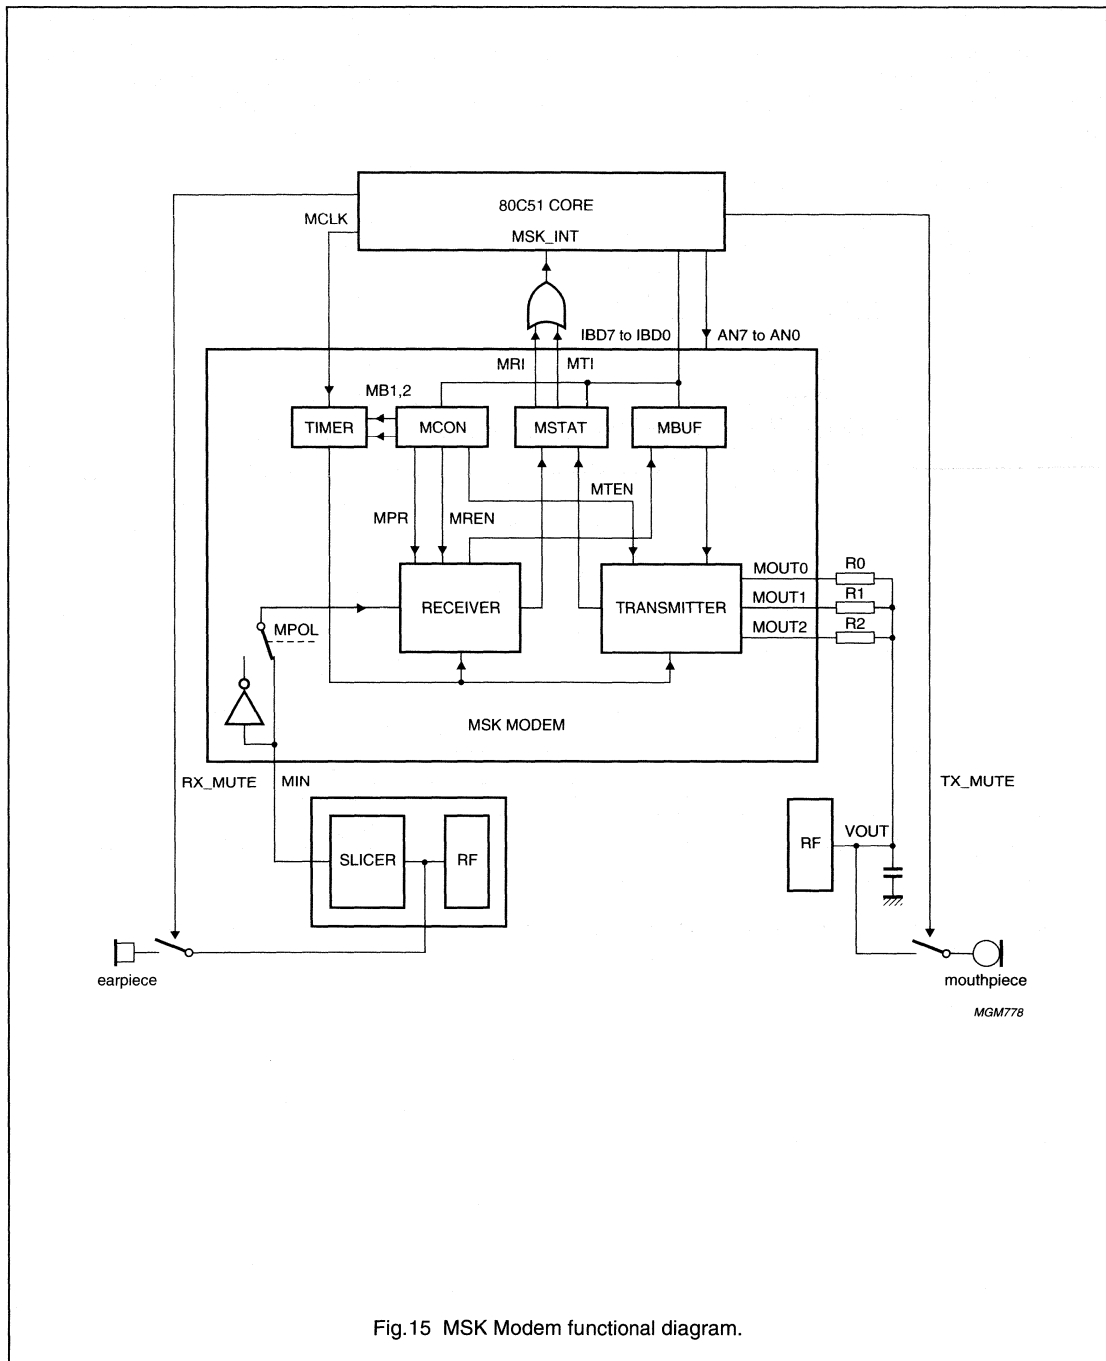 80C51 CORE
MCLK
MSK_INT
IBD7 to IBD0
AN7 to AN0
MRI
MTI
MB1,2
TIMER
MCON
MSTAT
MBUF
MTEN
MPR
MREN
MOUT0
R0
RECEIVER
TRANSMITTER
MOUT1
R1
MPOL
MOUT2
R2
MSK MODEM
RX_MUTE
MIN
TX_MUTE
SLICER
RF
RF
VOUT
earpiece
mouthpiece
MGM778
Fig.15 MSK Modem functional diagram.